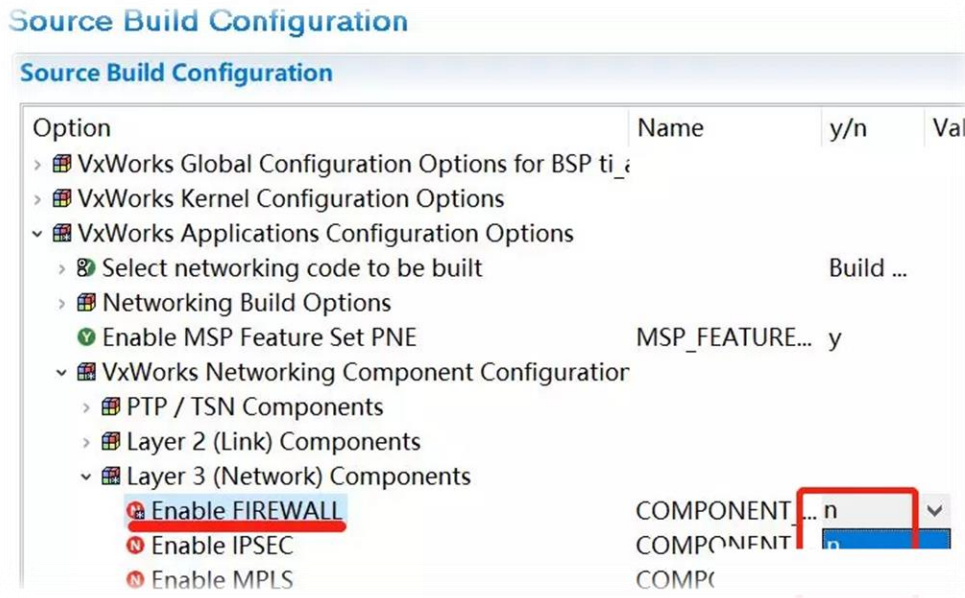 Source Build Configuration
Source Build Configuration
Option Name y/n Val
VxWorks Global Configuration Options for BSP ti_a
VxWorks Kernel Configuration Options
VxWorks Applications Configuration Options
Select networking code to be built Build ...
Networking Build Options
Enable MSP Feature Set PNE MSP_FEATURE... y
VxWorks Networking Component Configuration
PTP / TSN Components
Layer 2 (Link) Components
Layer 3 (Network) Components
Enable FIREWALL COMPONENT_... n
Enable IPSEC COMPONENT n
Enable MPLS COMPO